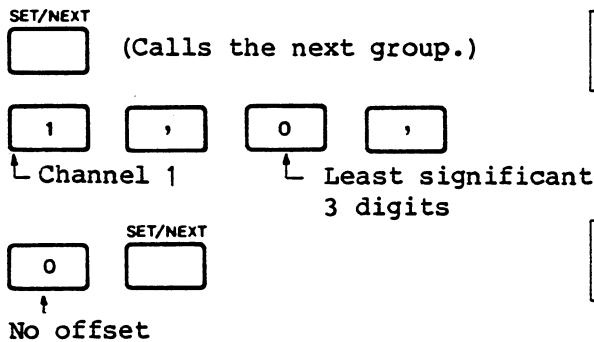 SET/NEXT
(Calls the next group.)
1 , 0 ,
Channel 1
Least significant
3 digits
SET/NEXT
0
No offset